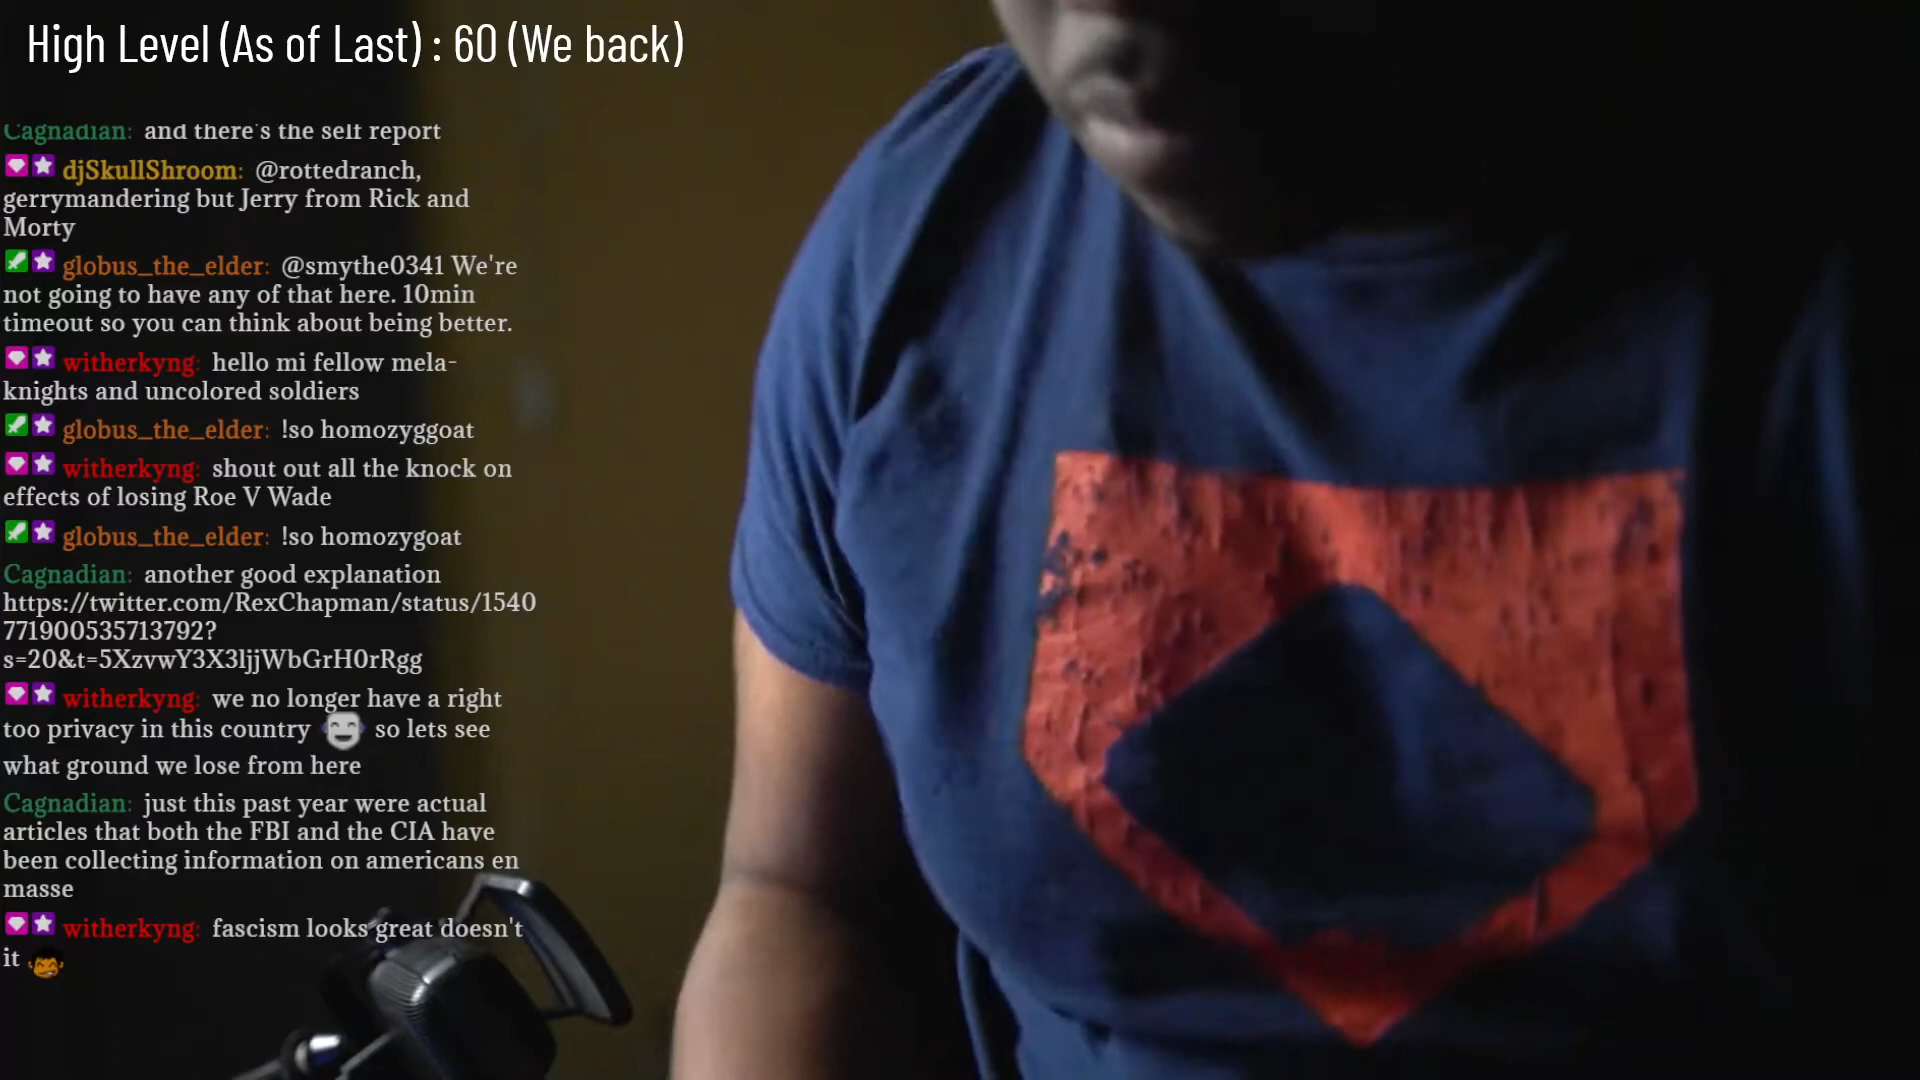 High Level (As of Last) : 60 (We back)
Cagnadian: and there's the self report
djSkullShroom: @rottedranch,
gerrymandering but Jerry from Rick and
Morty
globus_the_elder: @smythe0341 We're
not going to have any of that here. 10min
timeout so you can think about being better.
witherkyng: hello mi fellow mela-
knights and uncolored soldiers
globus_the_elder: !so homozyggoat
witherkyng: shout out all the knock on
effects of losing Roe V Wade
globus_the_elder: !so homozygoat
Cagnadian: another good explanation
https://twitter.com/RexChapman/status/1540
771900535713792?
s=20&t=5XzvwY3X3ljjWbGrH0rRgg
witherkyng: we no longer have a right
too privacy in this country so lets see
what ground we lose from here
Cagnadian: just this past year were actual
articles that both the FBI and the CIA have
been collecting information on americans en
masse
witherkyng: fascism looks great doesn't
it